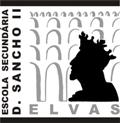 ESCOLA SECUNDÁRIA
D. SANCHO II
ELVAS